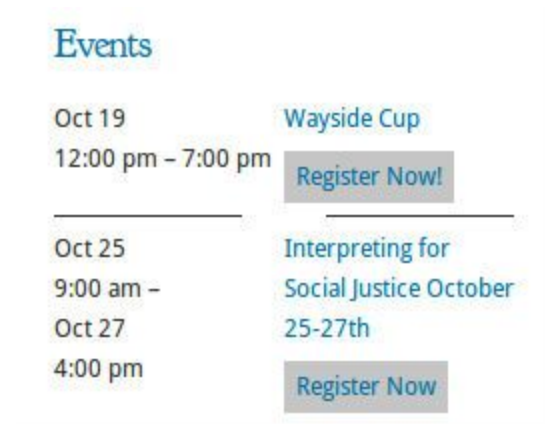 Events
Oct 19
12:00 pm – 7:00 pm
Wayside Cup
Register Now!
Oct 25
9:00 am –
Oct 27
4:00 pm
Interpreting for
Social Justice October
25-27th
Register Now